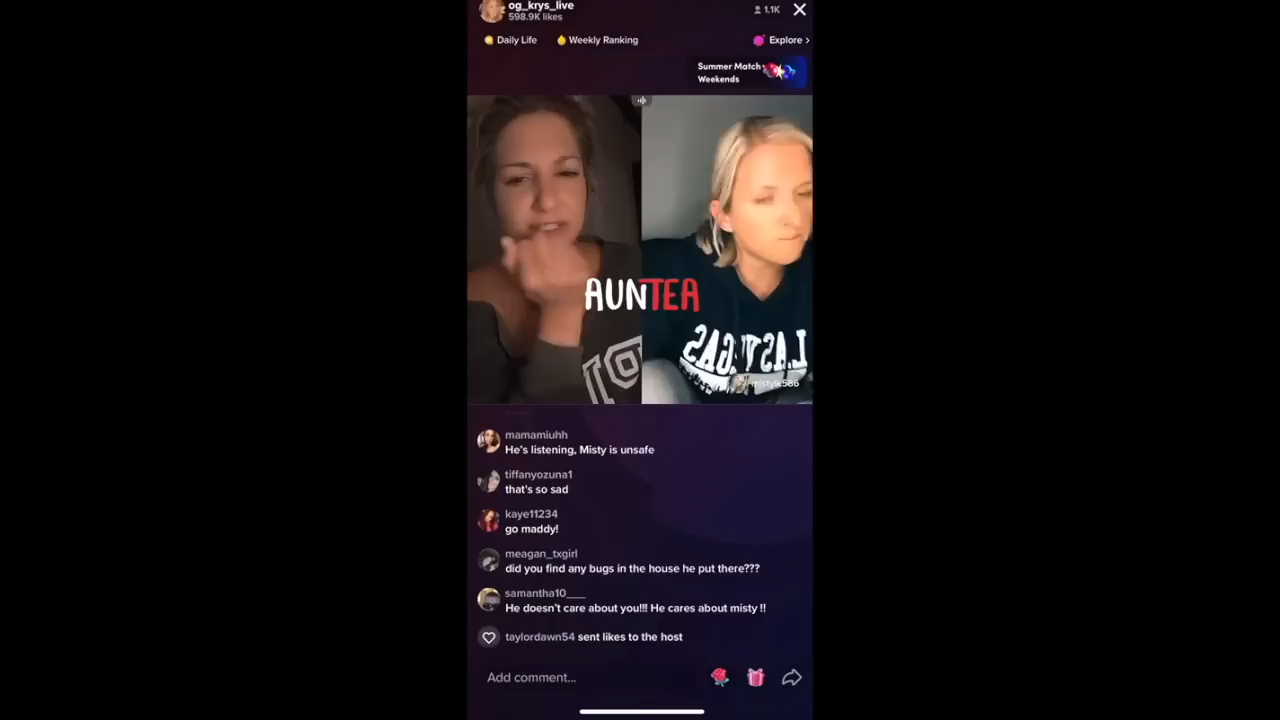 og_krys_live
598.9K likes
1.1K
Daily Life
Weekly Ranking
Explore >
Summer Match
Weekends
AUNTEA
LAS VEGAS
mistyk586
mamamiuhh
He's listening, Misty is unsafe
tiffanyozuna1
that's so sad
kaye11234
go maddy!
meagan_txgirl
did you find any bugs in the house he put there???
samantha10___
He doesn't care about you!!! He cares about misty !!
taylordawn54 sent likes to the host
Add comment...